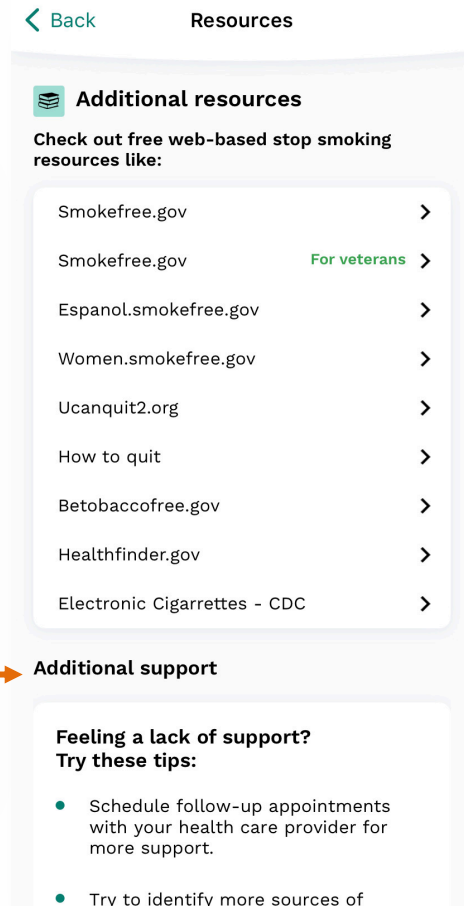 Back
Resources
Additional resources
Check out free web-based stop smoking
resources like:
Smokefree.gov
Smokefree.gov For veterans
Espanol.smokefree.gov
Women.smokefree.gov
Ucanquit2.org
How to quit
Betobaccofree.gov
Healthfinder.gov
Electronic Cigarrettes - CDC
Additional support
Feeling a lack of support?
Try these tips:
Schedule follow-up appointments
with your health care provider for
more support.
Try to identify more sources of